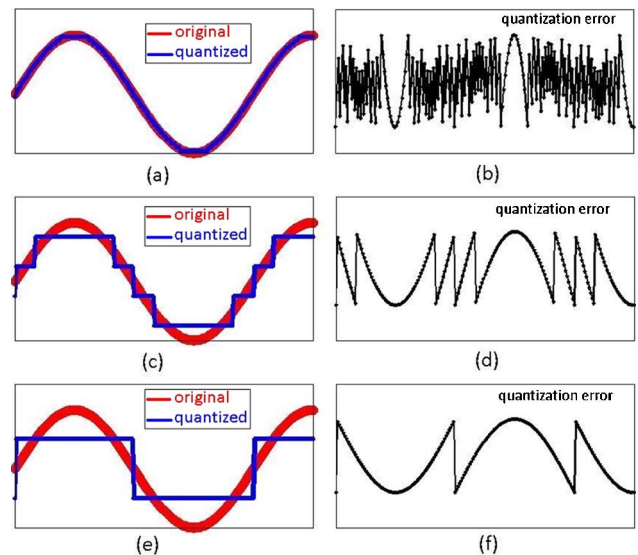 original
quantized
quantization error
(a)
(b)
original
quantized
quantization error
(c)
(d)
original
quantized
quantization error
(e)
(f)